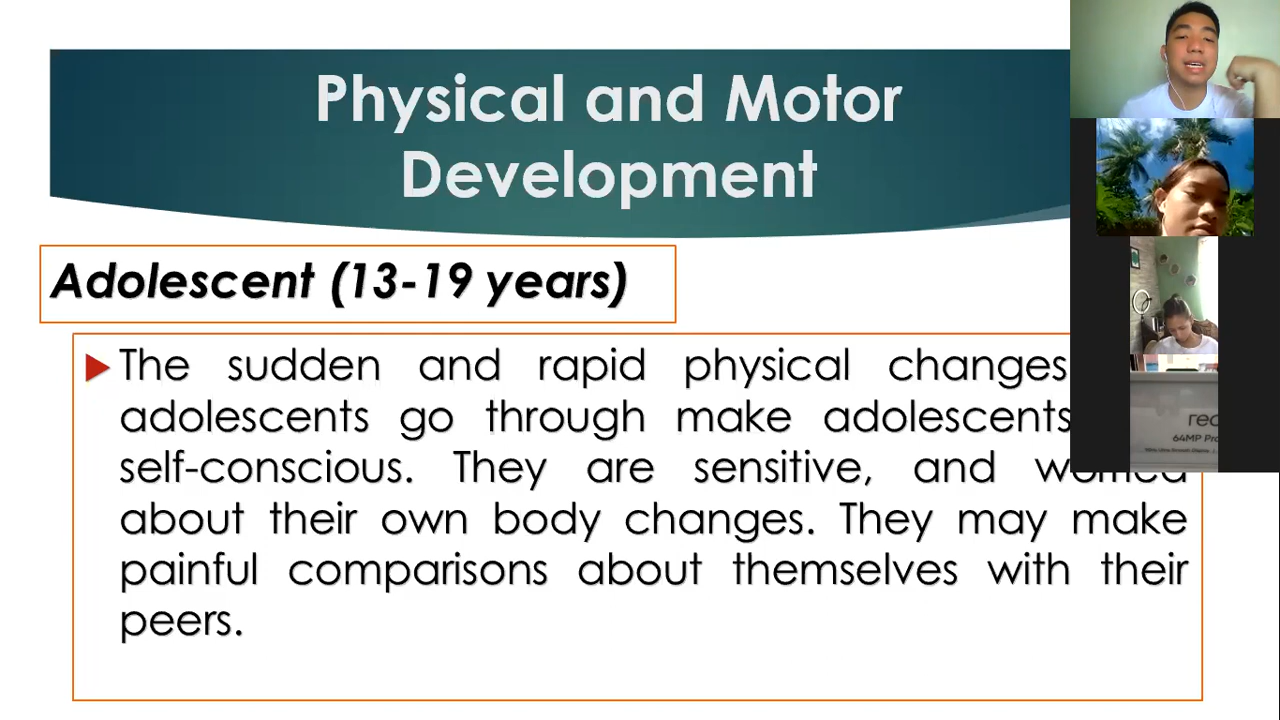 Physical and Motor
Development
Adolescent (13-19 years)
The sudden and rapid physical changes
adolescents go through make adolescents
self-conscious. They are sensitive, and worried
about their own body changes. They may make
painful comparisons about themselves with their
peers.
64MP